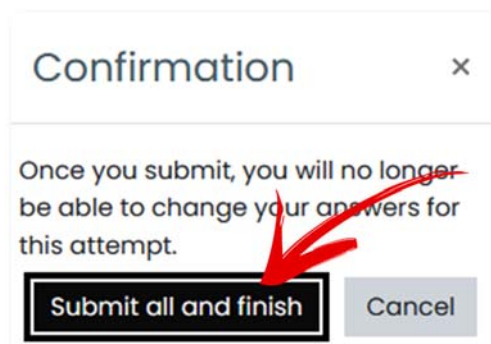 Confirmation ×
Once you submit, you will no longer
be able to change your answers for
this attempt.
Submit all and finish Cancel